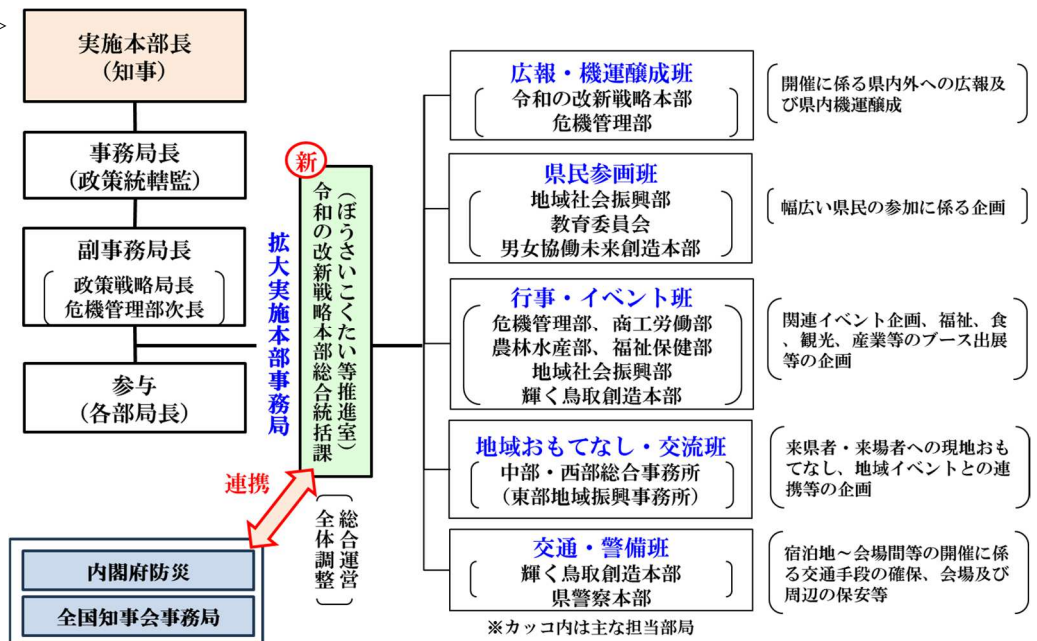 >
実施本部長
(知事)
事務局長
(政策統轄監)
副事務局長
政策戦略局長
危機管理部次長
参与
(各部局長)
拡大実施本部事務局
新
令和の改新戦略本部総合統括課
(ぼうさいこくたい等推進室)
総合運営
全体調整
連携
内閣府防災
全国知事会事務局
広報・機運醸成班
令和の改新戦略本部
危機管理部
開催に係る県内外への広報及
び県内機運醸成
県民参画班
地域社会振興部
教育委員会
男女協働未来創造本部
幅広い県民の参加に係る企画
行事・イベント班
危機管理部、商工労働部
農林水産部、福祉保健部
地域社会振興部
輝く鳥取創造本部
関連イベント企画、福祉、食
、観光、産業等のブース出展
等の企画
地域おもてなし・交流班
中部・西部総合事務所
(東部地域振興事務所)
来県者・来場者への現地おも
てなし、地域イベントとの連
携等の企画
交通・警備班
輝く鳥取創造本部
県警察本部
宿泊地～会場間等の開催に係
る交通手段の確保、会場及び
周辺の保安等
※カッコ内は主な担当部局